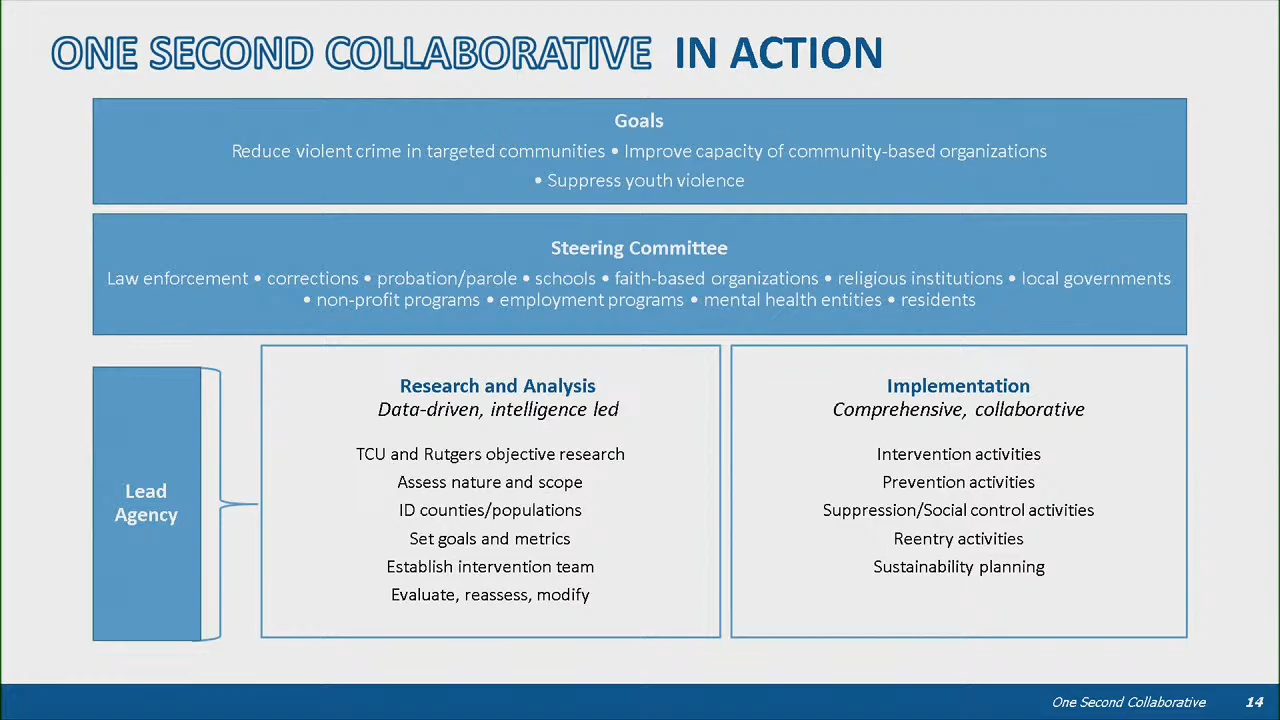 ONE SECOND COLLABORATIVE IN ACTION
Goals
Reduce violent crime in targeted communities • Improve capacity of community-based organizations
• Suppress youth violence
Steering Committee
Law enforcement • corrections • probation/parole • schools • faith-based organizations • religious institutions • local governments
• non-profit programs • employment programs • mental health entities • residents
Lead
Agency
Research and Analysis
Data-driven, intelligence led
TCU and Rutgers objective research
Assess nature and scope
ID counties/populations
Set goals and metrics
Establish intervention team
Evaluate, reassess, modify
Implementation
Comprehensive, collaborative
Intervention activities
Prevention activities
Suppression/Social control activities
Reentry activities
Sustainability planning
One Second Collaborative 14